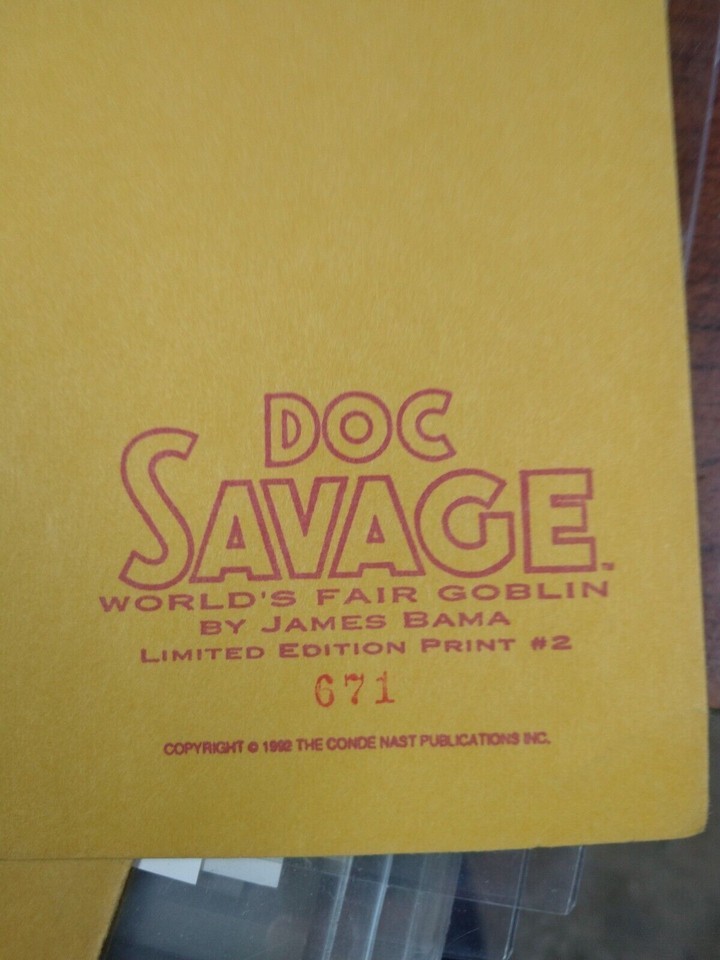 DOC
SAVAGE™
WORLD'S FAIR GOBLIN
BY JAMES BAMA
LIMITED EDITION PRINT #2
671
COPYRIGHT © 1992 THE CONDE NAST PUBLICATIONS INC.